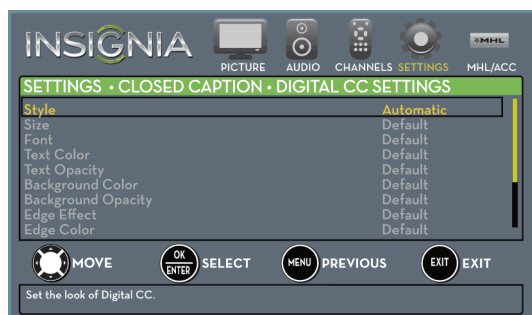 INSIGNIA
PICTURE AUDIO CHANNELS SETTINGS MHL/ACC
MHL
SETTINGS • CLOSED CAPTION • DIGITAL CC SETTINGS
Style Automatic
Size Default
Font Default
Text Color Default
Text Opacity Default
Background Color Default
Background Opacity Default
Edge Effect Default
Edge Color Default
MOVE OK ENTER SELECT MENU PREVIOUS EXIT EXIT
Set the look of Digital CC.